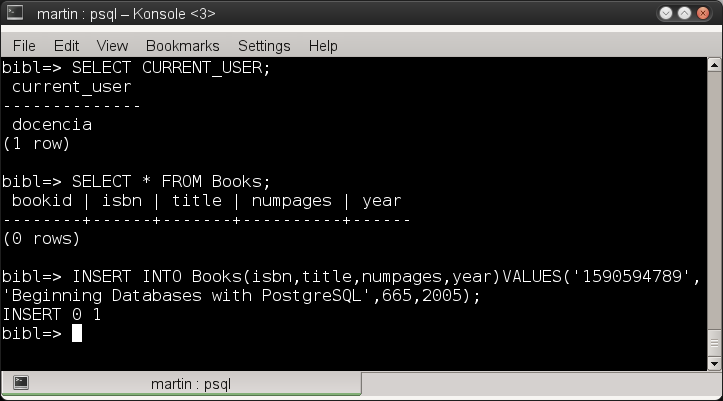 martin : psql – Konsole <3>
File Edit View Bookmarks Settings Help
bibl=> SELECT CURRENT_USER;
 current_user
--------------
 docencia
(1 row)
bibl=> SELECT * FROM Books;
 bookid | isbn | title | numpages | year
--------+------+-------+----------+------
(0 rows)
bibl=> INSERT INTO Books(isbn,title,numpages,year)VALUES('1590594789',
'Beginning Databases with PostgreSQL',665,2005);
INSERT 0 1
bibl=>
martin : psql